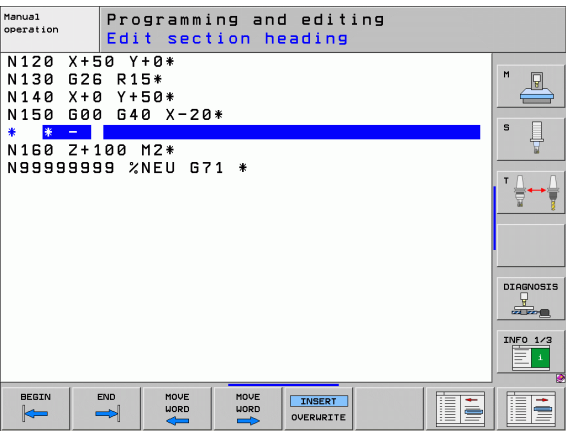 Manual
operation
Programming and editing
Edit section heading
N120 X+50 Y+0*
N130 G26 R15*
N140 X+0 Y+50*
N150 G00 G40 X-20*
* * -
N160 Z+100 M2*
N99999999 %NEU G71 *
M
S
T
DIAGNOSIS
INFO 1/3
i
BEGIN
END
MOVE
WORD
MOVE
WORD
INSERT
OVERWRITE